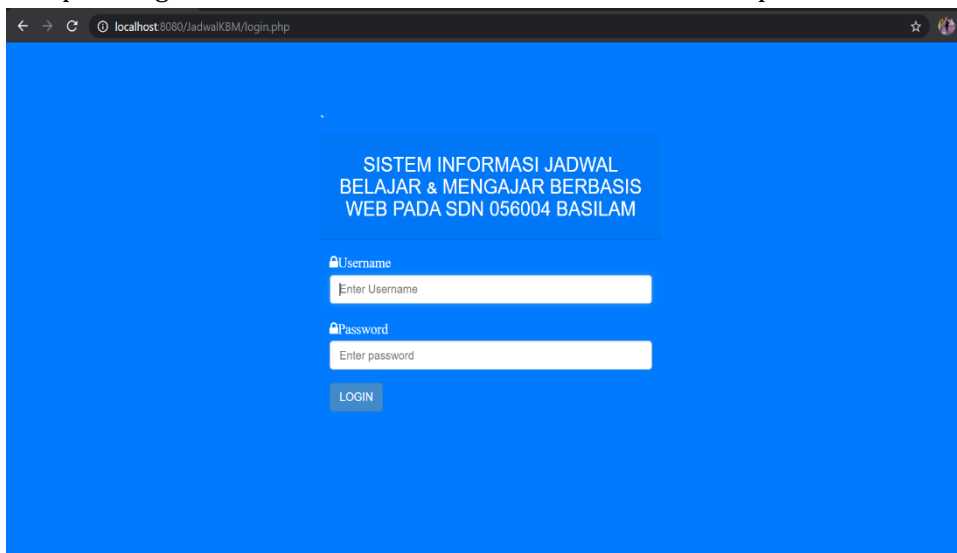 localhost:8080/JadwalKBM/login.php
`
SISTEM INFORMASI JADWAL
BELAJAR & MENGAJAR BERBASIS
WEB PADA SDN 056004 BASILAM
Username
Enter Username
Password
Enter password
LOGIN